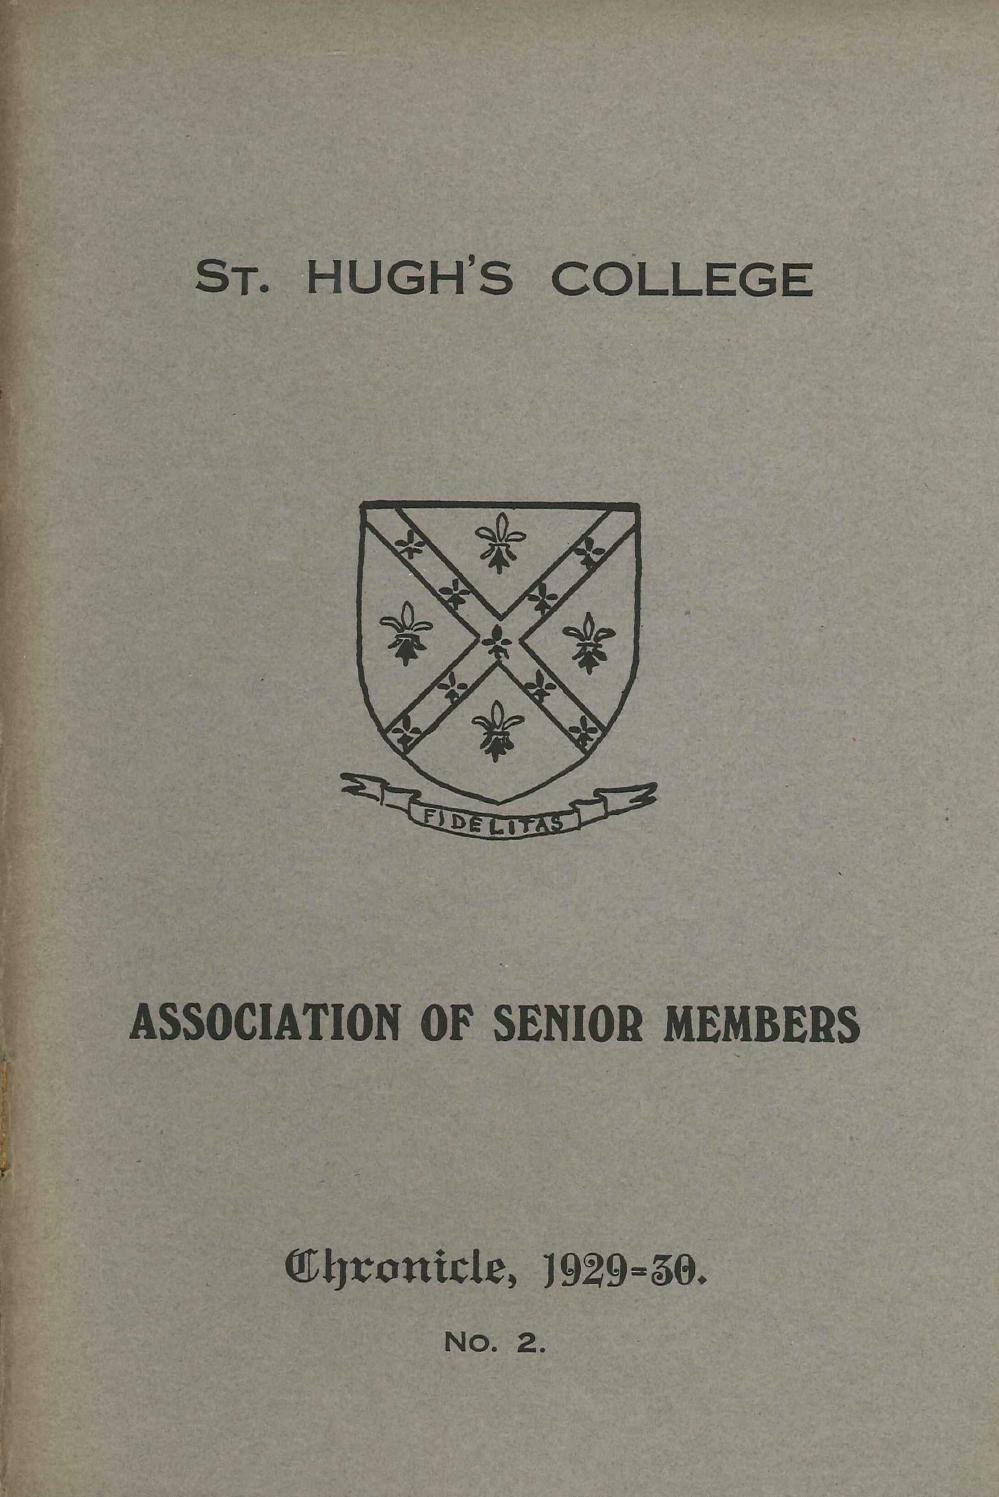 St. HUGH'S COLLEGE
FIDELITAS
ASSOCIATION OF SENIOR MEMBERS
Chronicle, 1929=30.
No. 2.